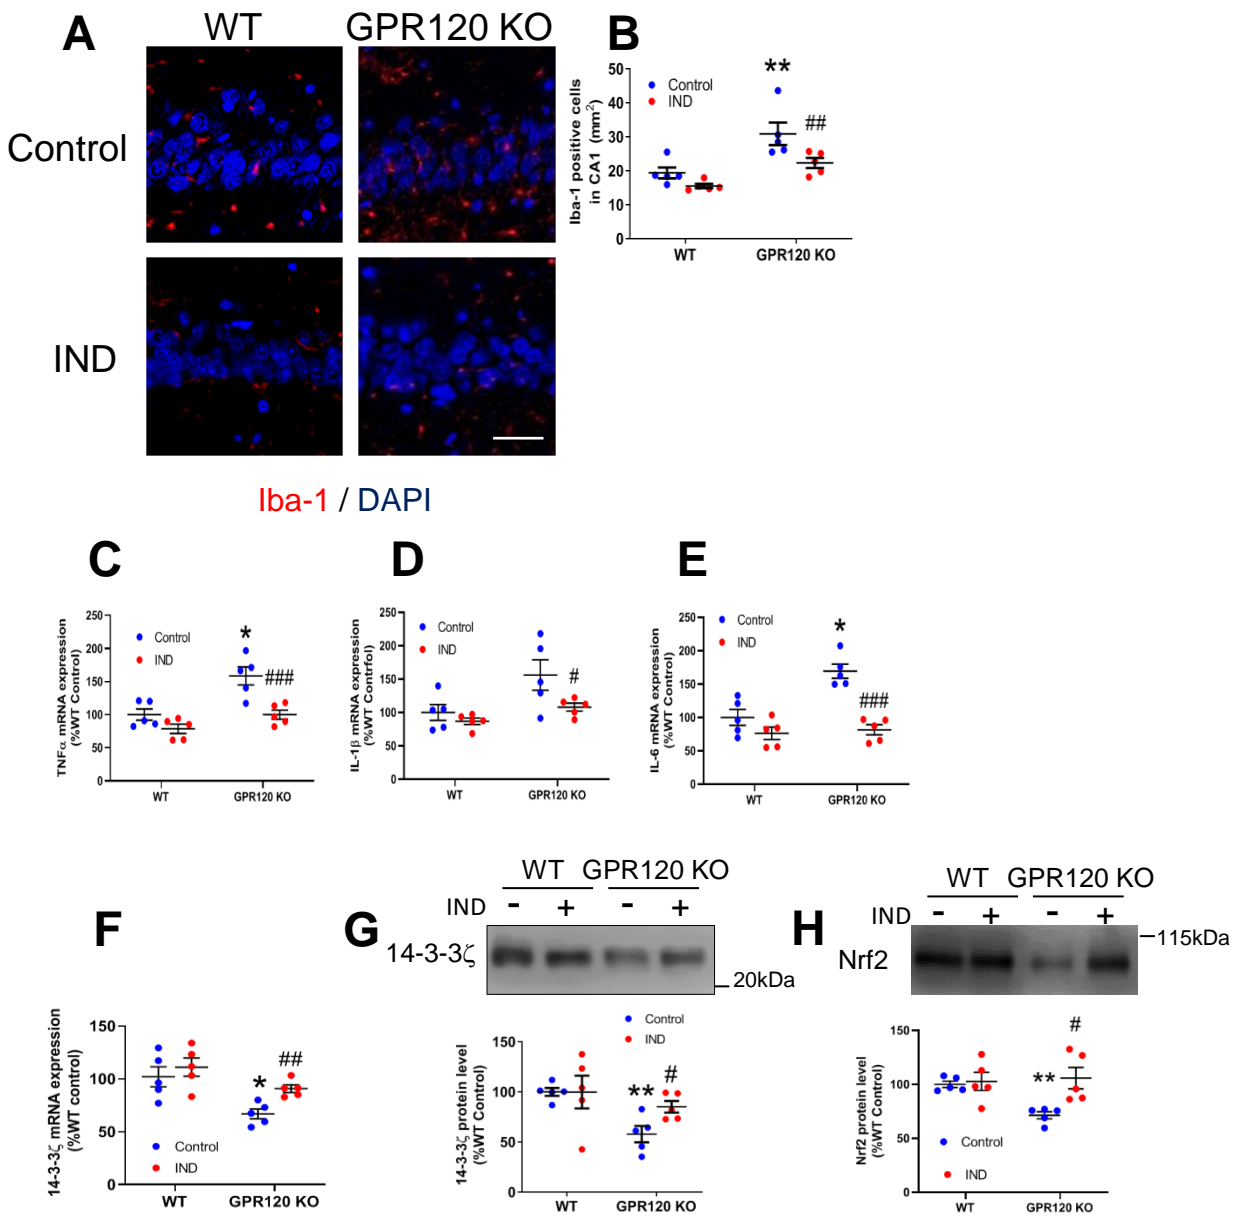 A
WT
GPR120 KO
Control
IND
Iba-1 / DAPI
B
Iba-1 positive cells
in CA1 (mm²)
50
40
30
20
10
0
Control
IND
**
##
WT
GPR120 KO
C
TNFα mRNA expression
(%WT Control)
250
200
150
100
50
0
Control
IND
*
###
WT
GPR120 KO
D
IL-1β mRNA expression
(%WT Contrfol)
250
200
150
100
50
0
Control
IND
#
WT
GPR120 KO
E
IL-6 mRNA expression
(%WT Control)
250
200
150
100
50
0
Control
IND
*
###
WT
GPR120 KO
F
14-3-3ζ mRNA expression
(%WT control)
150
100
50
0
*
##
Control
IND
WT
GPR120 KO
G
WT
GPR120 KO
IND
- + - +
14-3-3ζ
20kDa
14-3-3ζ protein level
(%WT Control)
150
100
50
0
Control
IND
**
#
WT
GPR120 KO
H
WT
GPR120 KO
IND
- + - +
115kDa
Nrf2
Nrf2 protein level
(%WT Control)
150
100
50
0
**
#
Control
IND
WT
GPR120 KO